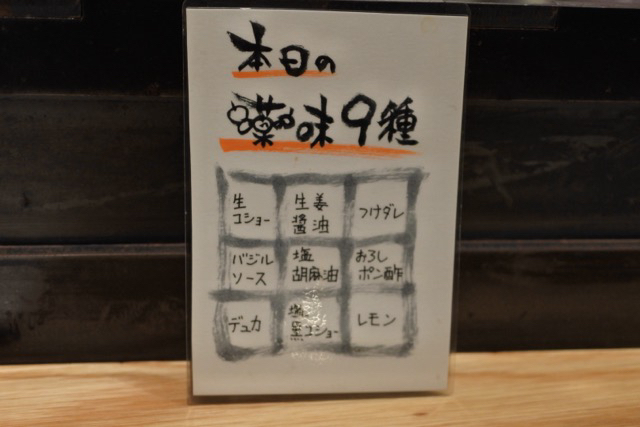 本日の
薬味9種
生
コショー
生姜
醤油
つけダレ
バジル
ソース
塩
胡麻油
おろし
ポン酢
デュカ
塩
黒コショー
レモン